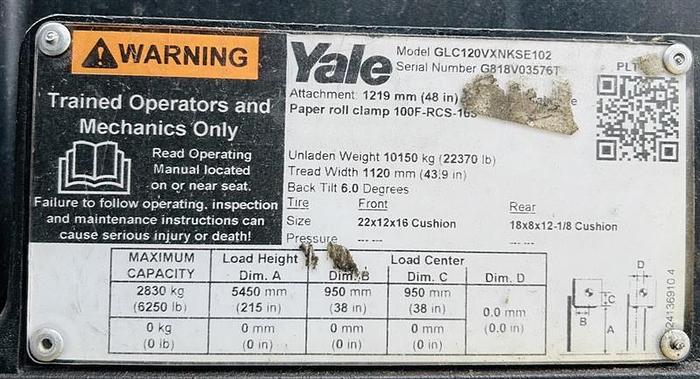 WARNING
Trained Operators and
Mechanics Only
Read Operating
Manual located
on or near seat.
Failure to follow operating, inspection
and maintenance instructions can
cause serious injury or death!
Yale
Model GLC120VXNKSE102
Serial Number G818V03576T
PLT
Attachment 1219 mm (48 in)
Paper roll clamp 100F-RCS-165
Unladen Weight 10150 kg (22370 lb)
Tread Width 1120 mm (43.9 in)
Back Tilt 6.0 Degrees
Tire Front Rear
Size 22x12x16 Cushion 18x8x12-1/8 Cushion
Pressure --- --- --- ---
MAXIMUM CAPACITY Load Height Load Center
Dim. A Dim. B Dim. C Dim. D
2830 kg 5450 mm 950 mm 950 mm 0.0 mm
(6250 lb) (215 in) (38 in) (38 in) (0.0 in)
0 kg 0 mm 0 mm 0 mm
(0 lb) (0 in) (0 in) (0 in)
D
C
B
A
24136910 4